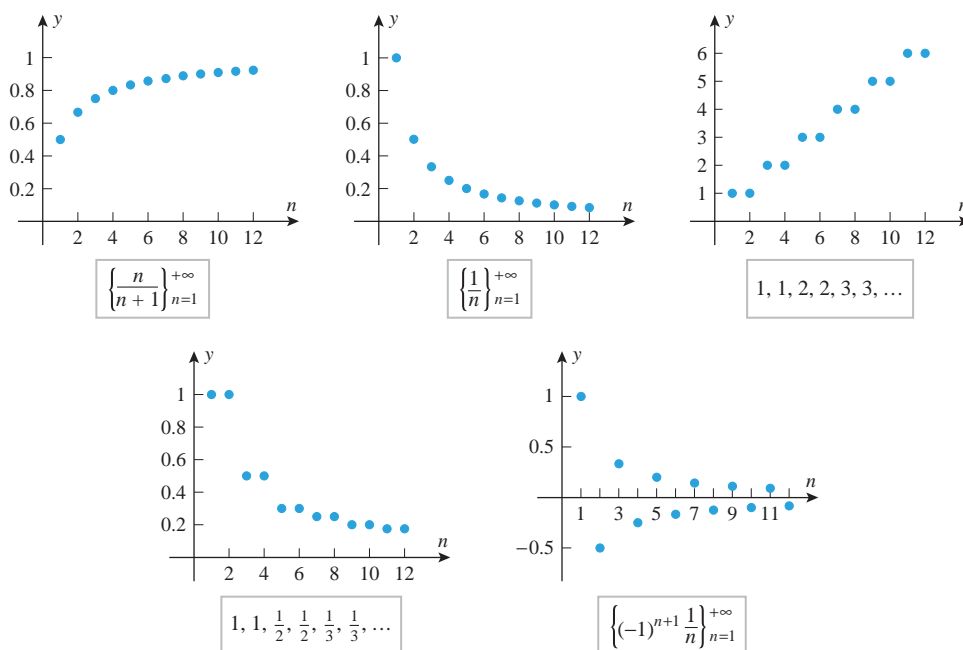 y
1
0.8
0.6
0.4
0.2
n
2 4 6 8 10 12
{n/(n + 1)}^{+∞}_{n=1}
y
1
0.8
0.6
0.4
0.2
n
2 4 6 8 10 12
{1/n}^{+∞}_{n=1}
y
6
5
4
3
2
1
n
2 4 6 8 10 12
1, 1, 2, 2, 3, 3, …
y
1
0.8
0.6
0.4
0.2
n
2 4 6 8 10 12
1, 1, 1/2, 1/2, 1/3, 1/3, …
y
1
0.5
n
1 3 5 7 9 11
−0.5
{(−1)^{n+1} 1/n}^{+∞}_{n=1}